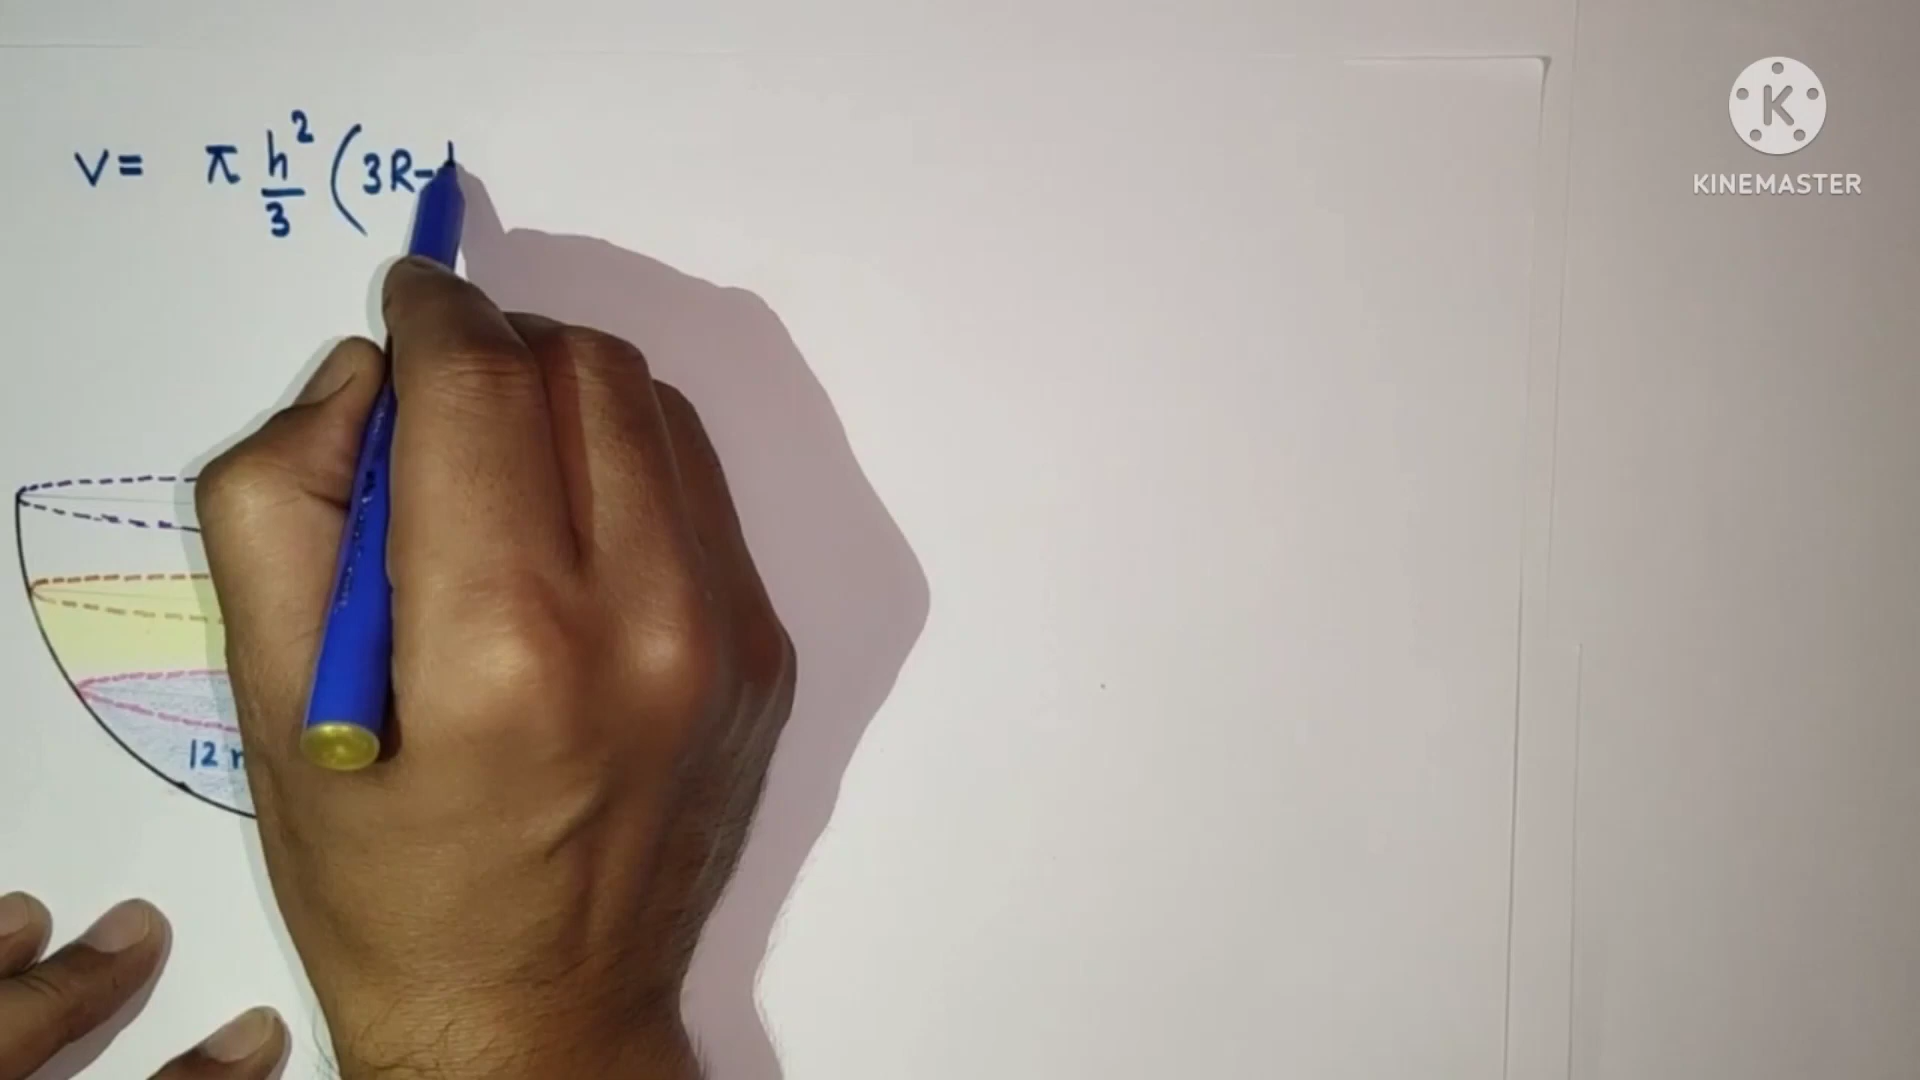 V = π h²/3 (3R-
12
K
KINEMASTER